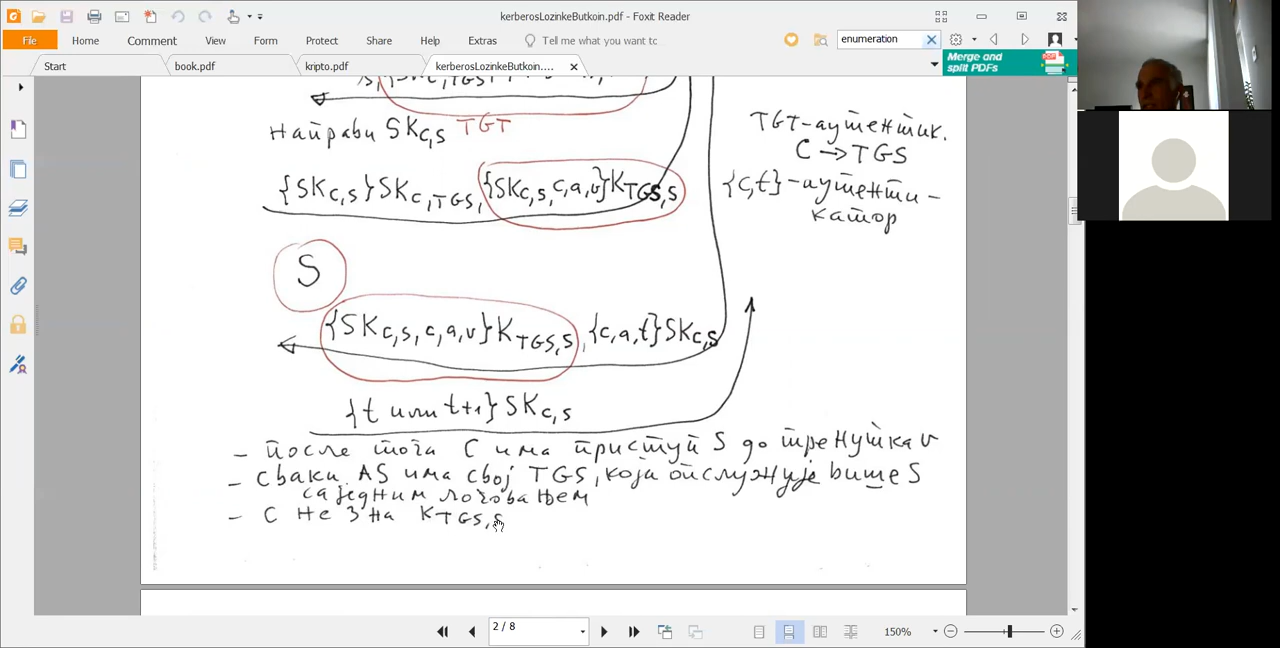 kerberosLozinkeButkoin.pdf - Foxit Reader
File Home Comment View Form Protect Share Help Extras Tell me what you want tc enumeration
Start book.pdf kripto.pdf kerberosLozinkeButkoin.... Merge and split PDFs
Направи SKc,s TGT
TGT-аутентик.
C → TGS
{SKc,s}SKc,TGS, {SKc,s, c, a, v}KTGS,S
{c,t}-аутенти-
катор
S
{SKc,s, c, a, v}KTGS,S, {c, a, t}SKc,s
{t или t+1}SKc,s
- После тога C има приступ S до тренутка v
- Сваки AS има свој TGS, који опслужује више S
са једним логовањем
- C не зна KTGS,S
2 / 8 150%